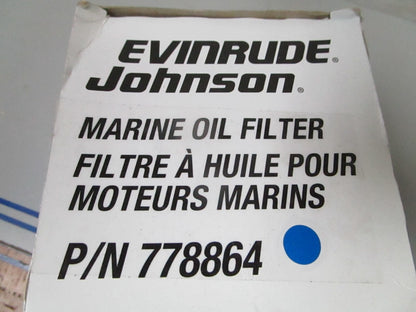 EVINRUDE®
Johnson®
MARINE OIL FILTER
FILTRE À HUILE POUR
MOTEURS MARINS
P/N 778864